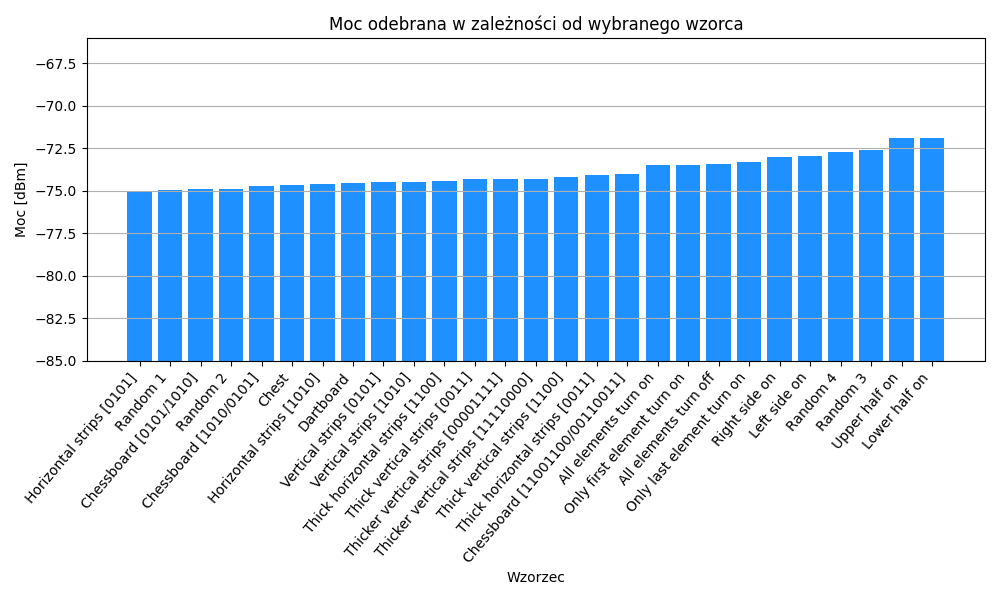 Moc odebrana w zależności od wybranego wzorca
Moc [dBm]
−67.5
−70.0
−72.5
−75.0
−77.5
−80.0
−82.5
−85.0
Horizontal strips [0101]
Random 1
Chessboard [0101/1010]
Random 2
Chessboard [1010/0101]
Chest
Horizontal strips [1010]
Dartboard
Vertical strips [0101]
Vertical strips [1010]
Thick horizontal strips [1100]
Thick vertical strips [0011]
Thicker vertical strips [00001111]
Thicker vertical strips [11110000]
Thick vertical strips [1100]
Thick horizontal strips [0011]
Chessboard [11001100/00110011]
All elements turn on
Only first element turn on
All elements turn off
Only last element turn on
Right side on
Left side on
Random 4
Random 3
Upper half on
Lower half on
Wzorzec